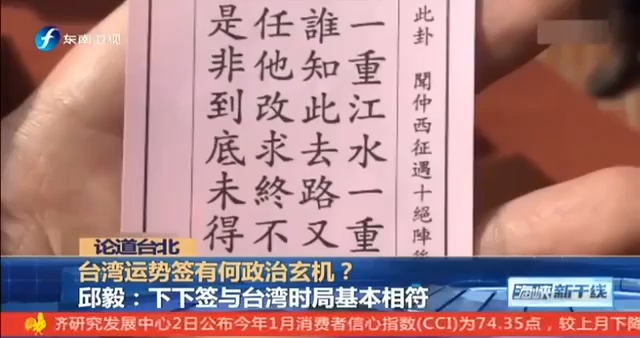 东南卫视
此卦 聞仲西征遇十絕陣後
一重江水一重
誰知此去路又
任他改求終不
是非到底未得
论道台北
台湾运势签有何政治玄机？
邱毅：下下签与台湾时局基本相符
海峡新干线
齐研究发展中心2日公布今年1月消费者信心指数(CCI)为74.35点，较上月下降